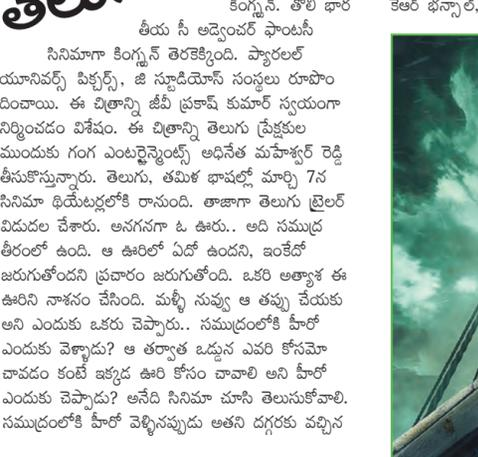 కింగ్స్టన్. తొలి భార
తీయ సీ అడ్వెంచర్ ఫాంటసీ
సినిమాగా కింగ్స్టన్ తెరకెక్కింది. ప్యారలల్
యూనివర్స్ పిక్చర్స్, జి స్టూడియోస్ సంస్థలు రూపొం
దించాయి. ఈ చిత్రాన్ని జీవీ ప్రకాష్ కుమార్ స్వయంగా
నిర్మించడం విశేషం. ఈ చిత్రాన్ని తెలుగు ప్రేక్షకుల
ముందుకు గంగ ఎంటర్టైన్మెంట్స్ అధినేత మహేశ్వర్ రెడ్డి
తీసుకొస్తున్నారు. తెలుగు, తమిళ భాషల్లో మార్చి 7న
సినిమా థియేటర్లలోకి రానుంది. తాజాగా తెలుగు ట్రైలర్
విడుదల చేశారు. అనగనగా ఓ ఊరు.. అది సముద్ర
తీరంలో ఉంది. ఆ ఊరిలో ఏదో ఉందని, ఇంకేదో
జరుగుతోందని ప్రచారం జరుగుతోంది. ఒకరి అత్యాశ ఈ
ఊరిని నాశనం చేసింది. మళ్ళీ నువ్వు ఆ తప్పు చేయకు
అని ఎందుకు ఒకరు చెప్పారు.. సముద్రంలోకి హీరో
ఎందుకు వెళ్ళాడు? ఆ తర్వాత ఒడ్డున ఎవరి కోసమో
చావడం కంటే ఇక్కడ ఊరి కోసం చావాలి అని హీరో
ఎందుకు చెప్పాడు? అనేది సినిమా చూసి తెలుసుకోవాలి.
సముద్రంలోకి హీరో వెళ్ళినప్పుడు అతని దగ్గరకు వచ్చిన
కెఆర్ భన్సాల్,